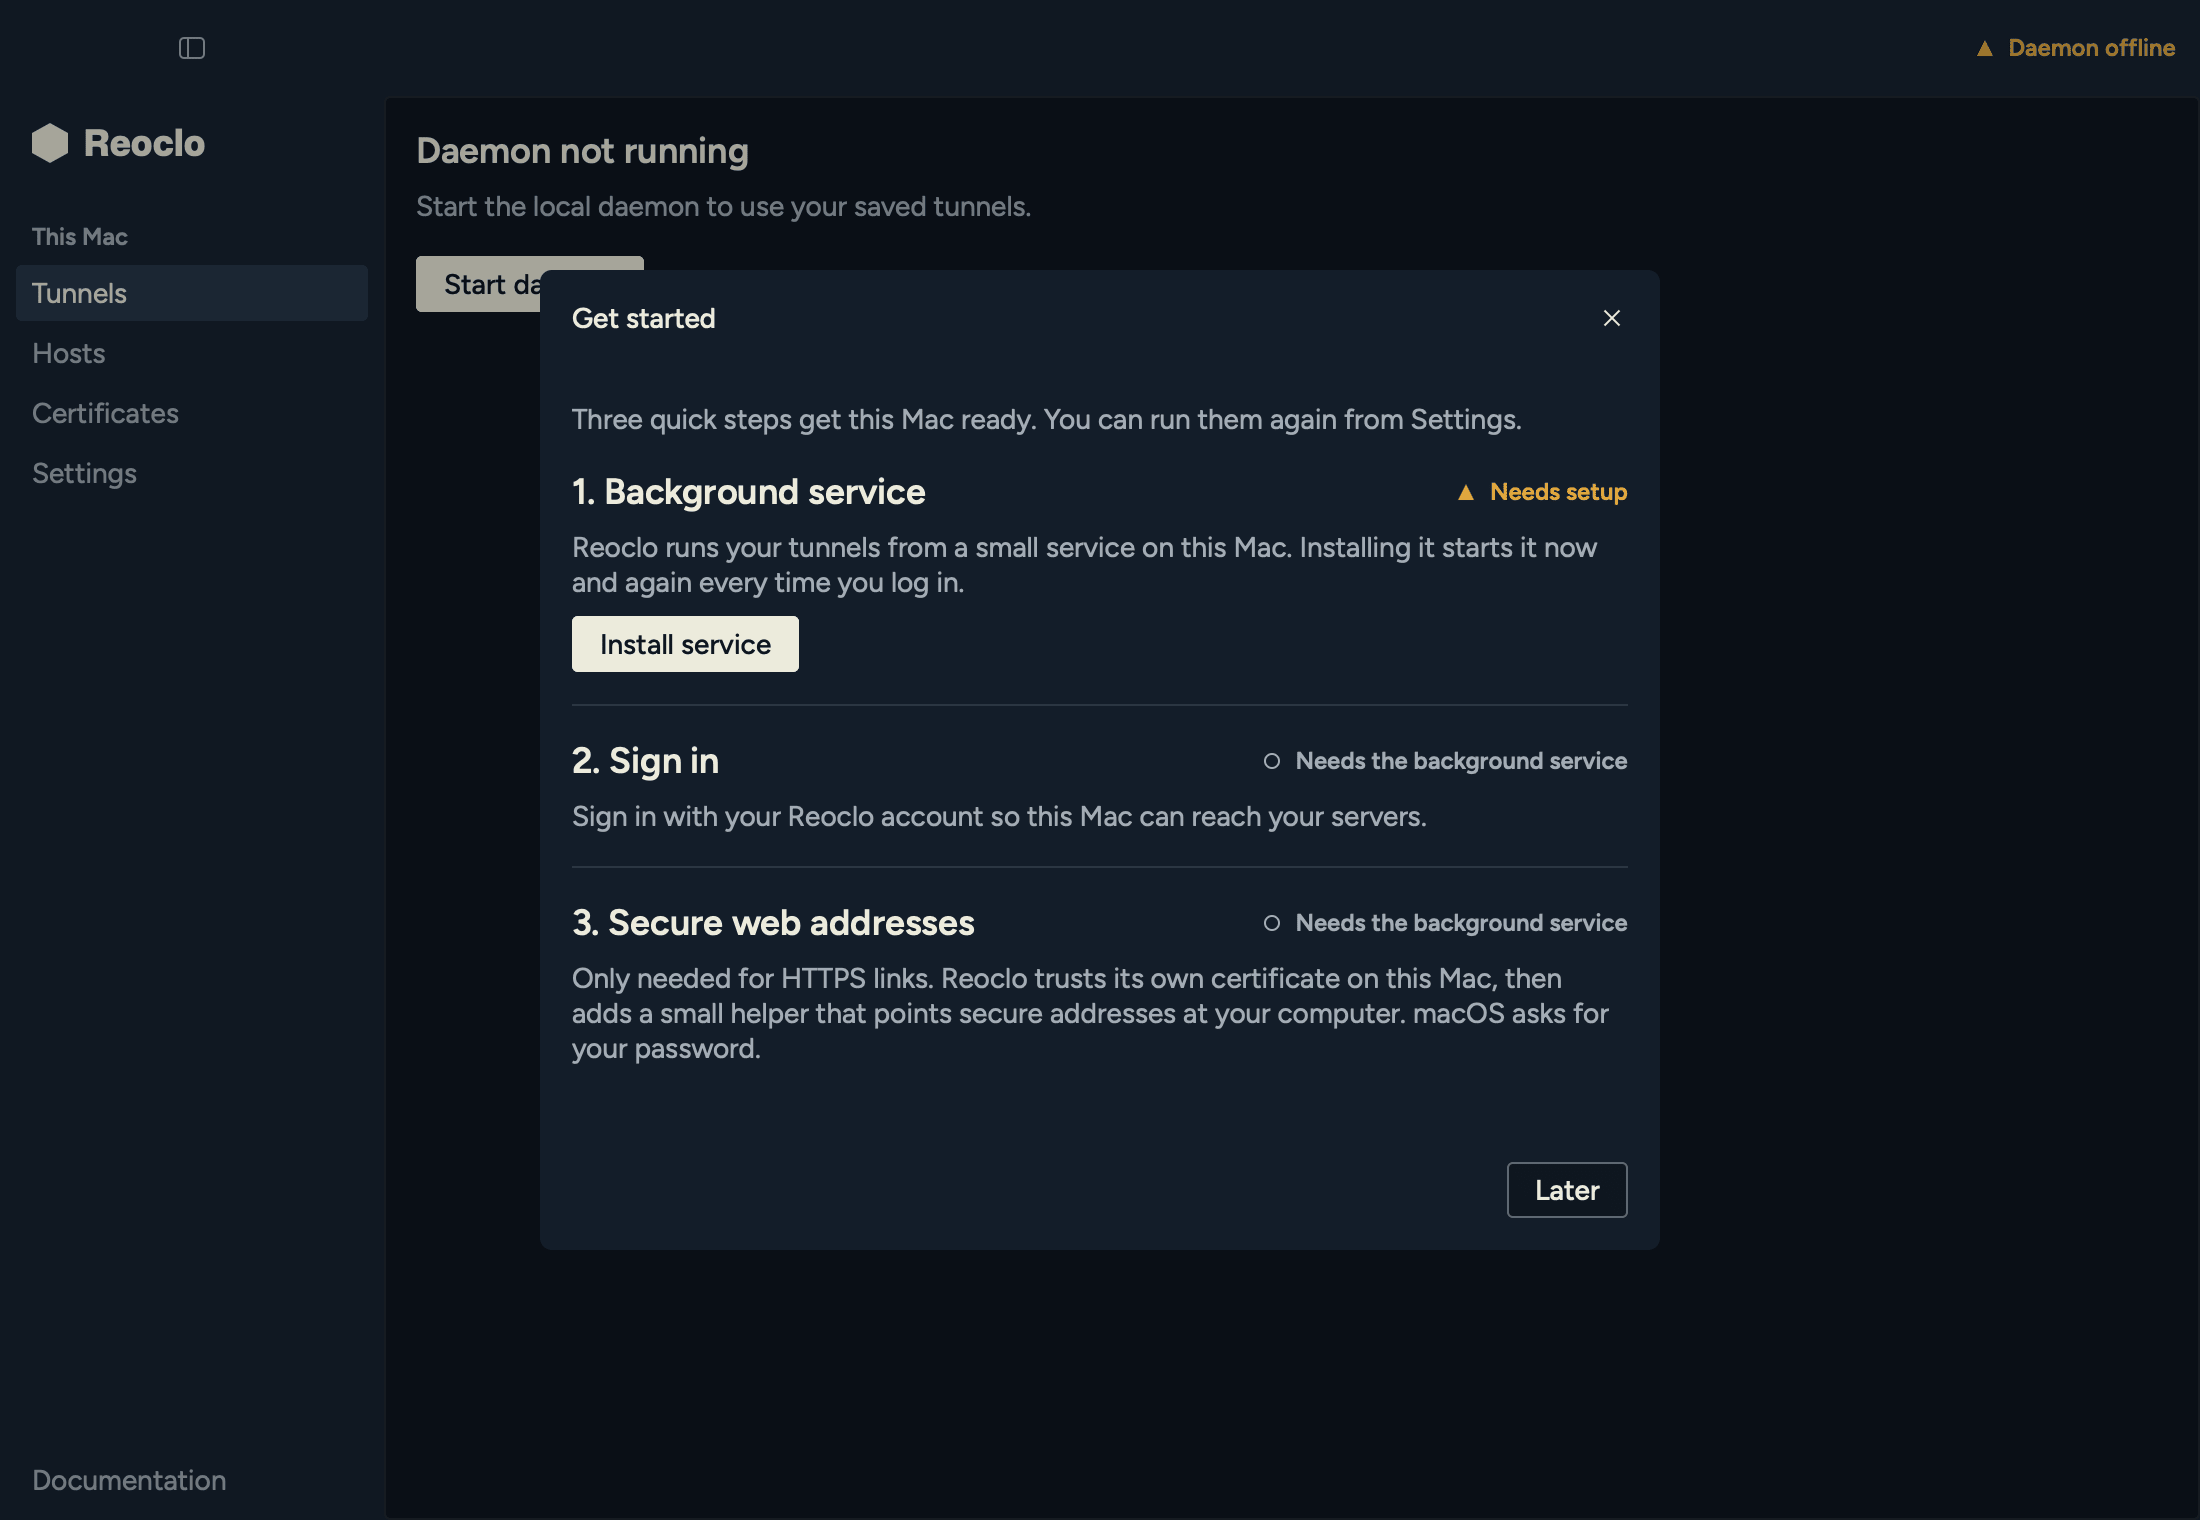 Daemon offline
Reoclo
This Mac
Tunnels
Hosts
Certificates
Settings
Documentation
Daemon not running
Start the local daemon to use your saved tunnels.
Start da
Get started
Three quick steps get this Mac ready. You can run them again from Settings.
1. Background service
Needs setup
Reoclo runs your tunnels from a small service on this Mac. Installing it starts it now
and again every time you log in.
Install service
2. Sign in
Needs the background service
Sign in with your Reoclo account so this Mac can reach your servers.
3. Secure web addresses
Needs the background service
Only needed for HTTPS links. Reoclo trusts its own certificate on this Mac, then
adds a small helper that points secure addresses at your computer. macOS asks for
your password.
Later